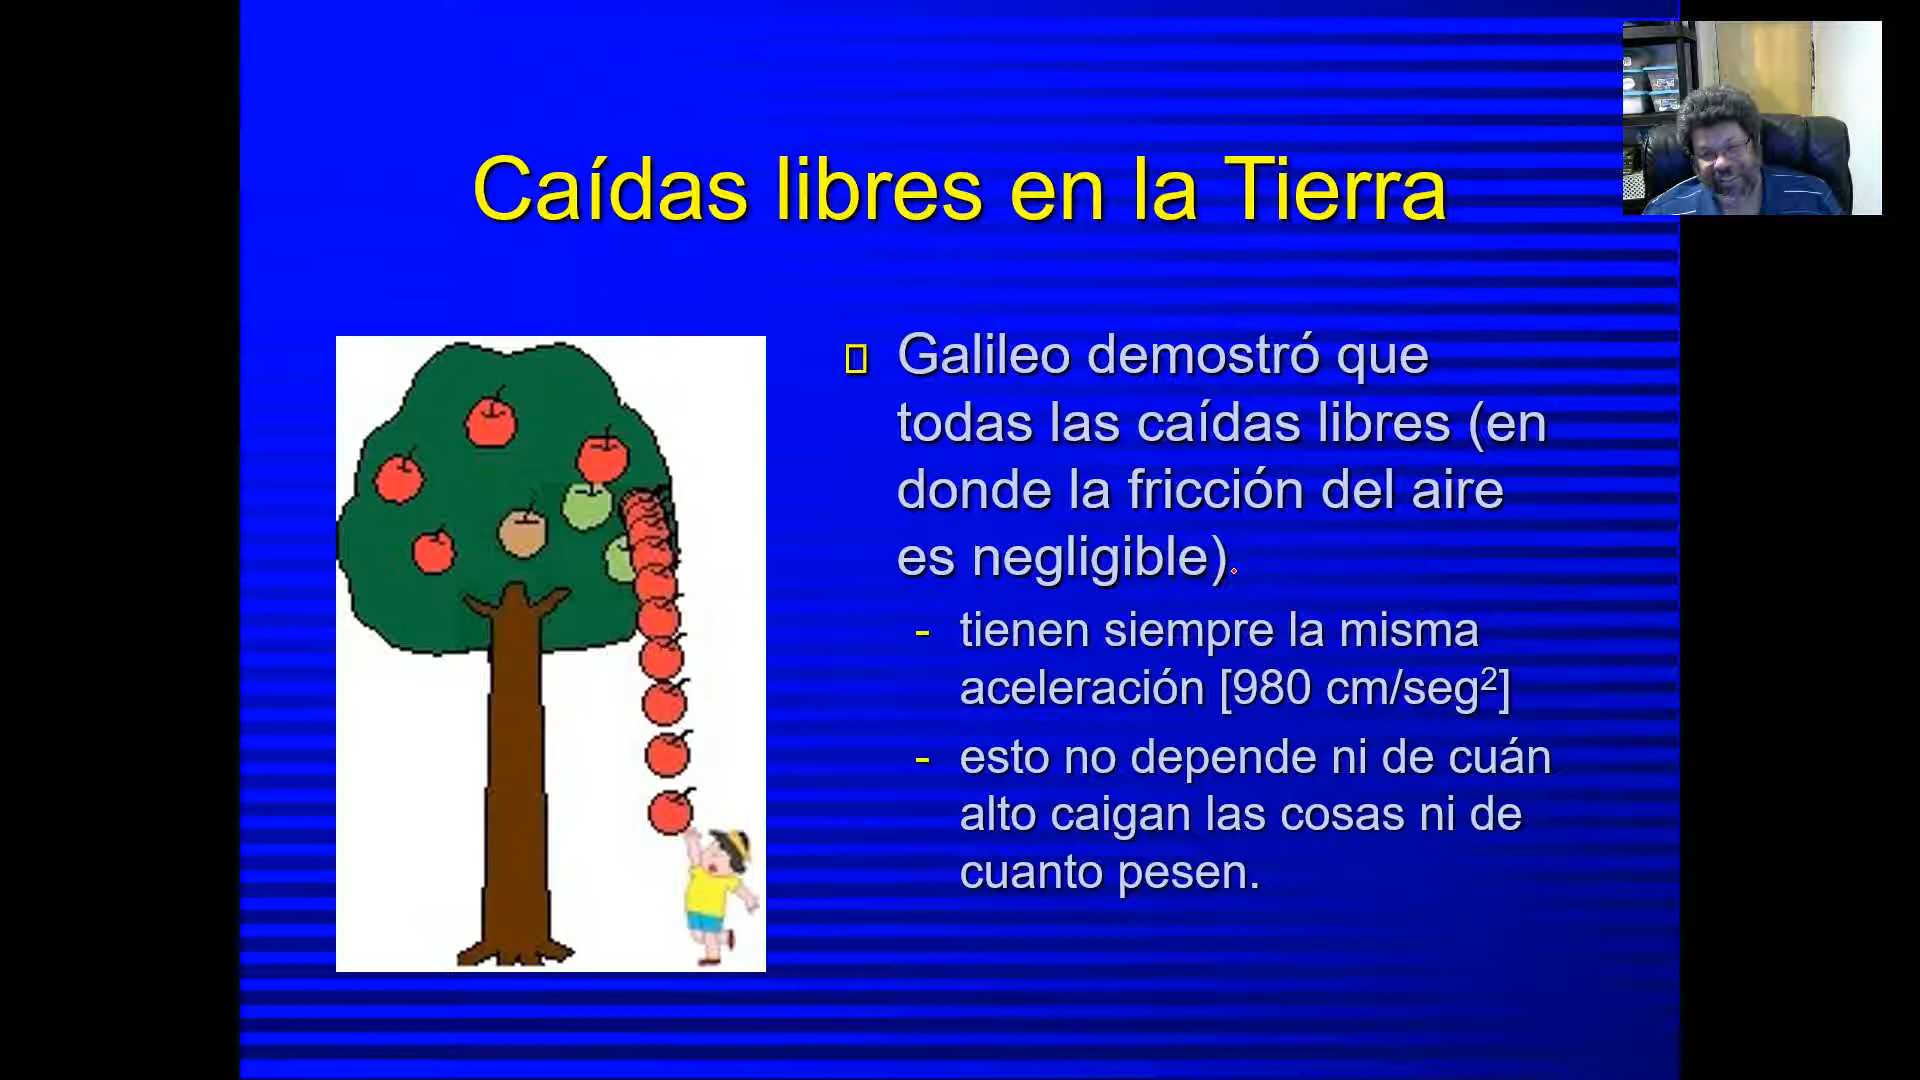 Caídas libres en la Tierra
Galileo demostró que
todas las caídas libres (en
donde la fricción del aire
es negligible).
- tienen siempre la misma
aceleración [980 cm/seg²]
- esto no depende ni de cuán
alto caigan las cosas ni de
cuanto pesen.